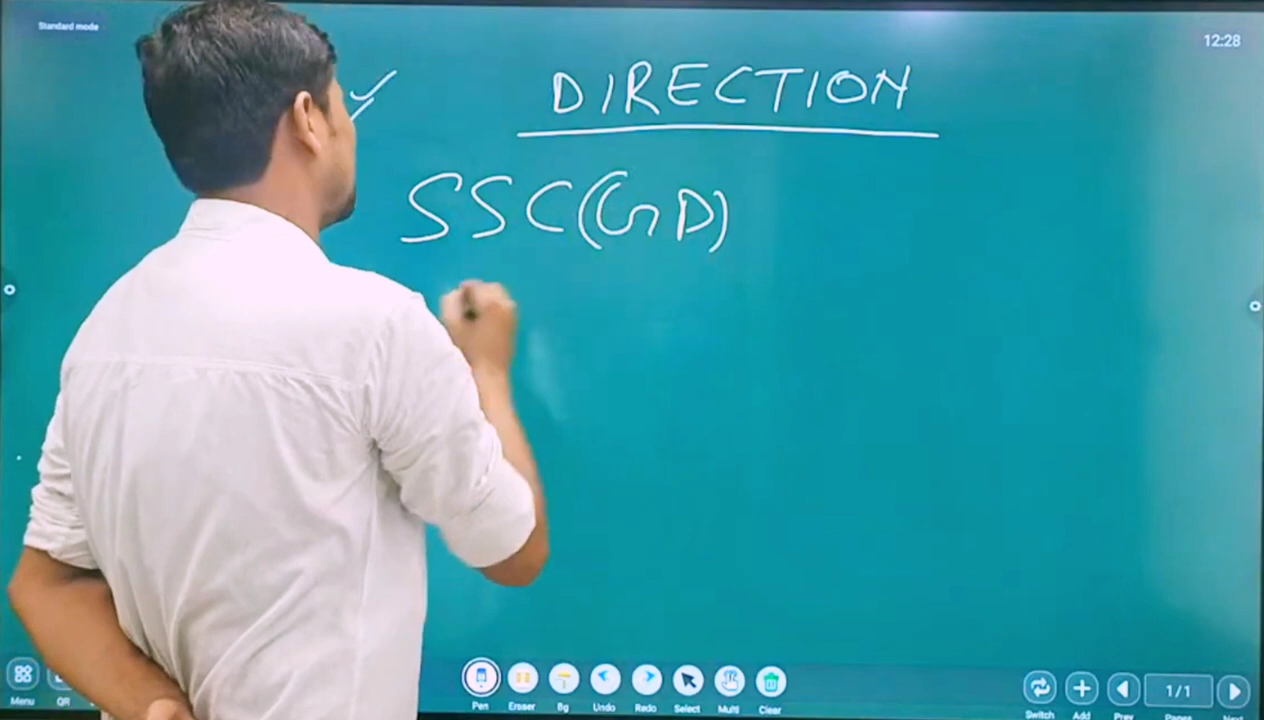 Standard mode
12:28
DIRECTION
SSC(GD)
Menu
QR
Pen
Eraser
Bg
Undo
Redo
Select
Multi
Clear
Switch
Add
1/1